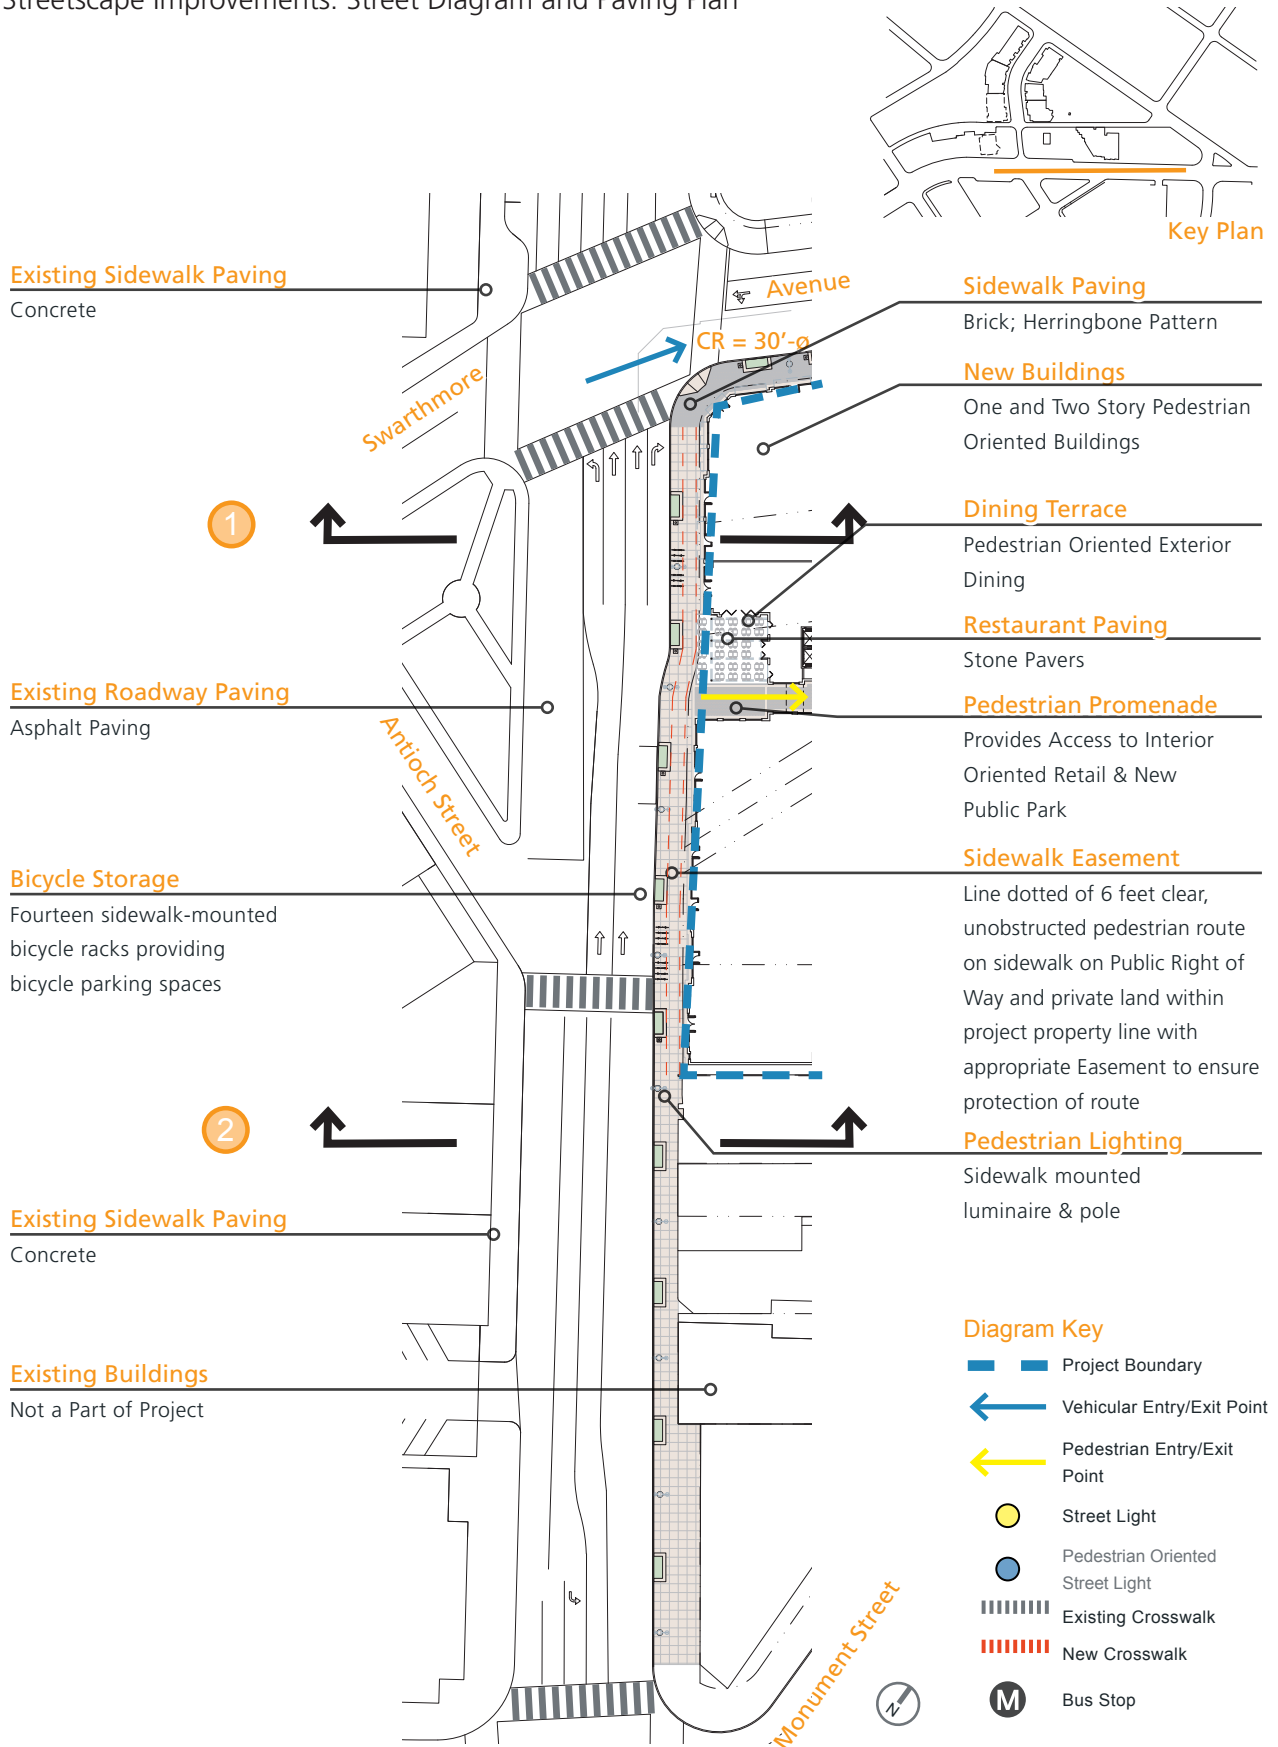 Streetscape Improvements: Street Diagram and Paving Plan
Key Plan
Existing Sidewalk Paving
Concrete
Existing Roadway Paving
Asphalt Paving
Bicycle Storage
Fourteen sidewalk-mounted
bicycle racks providing
bicycle parking spaces
Existing Sidewalk Paving
Concrete
Existing Buildings
Not a Part of Project
1
2
Swarthmore
Avenue
CR = 30'-ø
Antioch Street
Monument Street
Sidewalk Paving
Brick; Herringbone Pattern
New Buildings
One and Two Story Pedestrian
Oriented Buildings
Dining Terrace
Pedestrian Oriented Exterior
Dining
Restaurant Paving
Stone Pavers
Pedestrian Promenade
Provides Access to Interior
Oriented Retail & New
Public Park
Sidewalk Easement
Line dotted of 6 feet clear,
unobstructed pedestrian route
on sidewalk on Public Right of
Way and private land within
project property line with
appropriate Easement to ensure
protection of route
Pedestrian Lighting
Sidewalk mounted
luminaire & pole
Diagram Key
Project Boundary
Vehicular Entry/Exit Point
Pedestrian Entry/Exit
Point
Street Light
Pedestrian Oriented
Street Light
Existing Crosswalk
New Crosswalk
M
Bus Stop
N